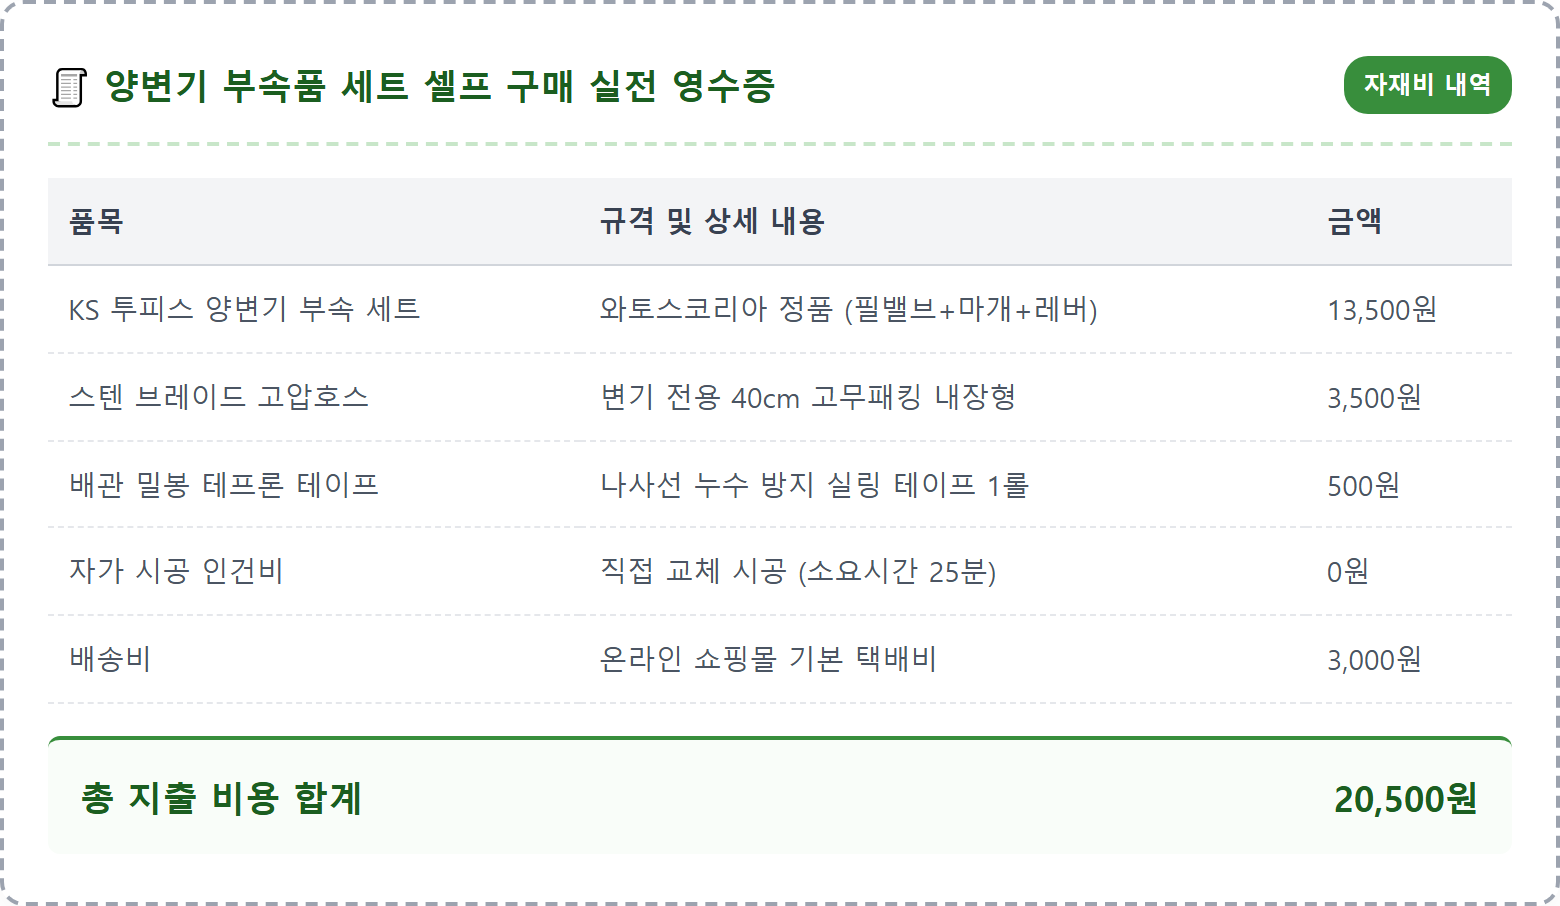 양변기 부속품 세트 셀프 구매 실전 영수증
자재비 내역
품목 규격 및 상세 내용 금액
KS 투피스 양변기 부속 세트 와토스코리아 정품 (필밸브+마개+레버) 13,500원
스텐 브레이드 고압호스 변기 전용 40cm 고무패킹 내장형 3,500원
배관 밀봉 테프론 테이프 나사선 누수 방지 실링 테이프 1롤 500원
자가 시공 인건비 직접 교체 시공 (소요시간 25분) 0원
배송비 온라인 쇼핑몰 기본 택배비 3,000원
총 지출 비용 합계 20,500원